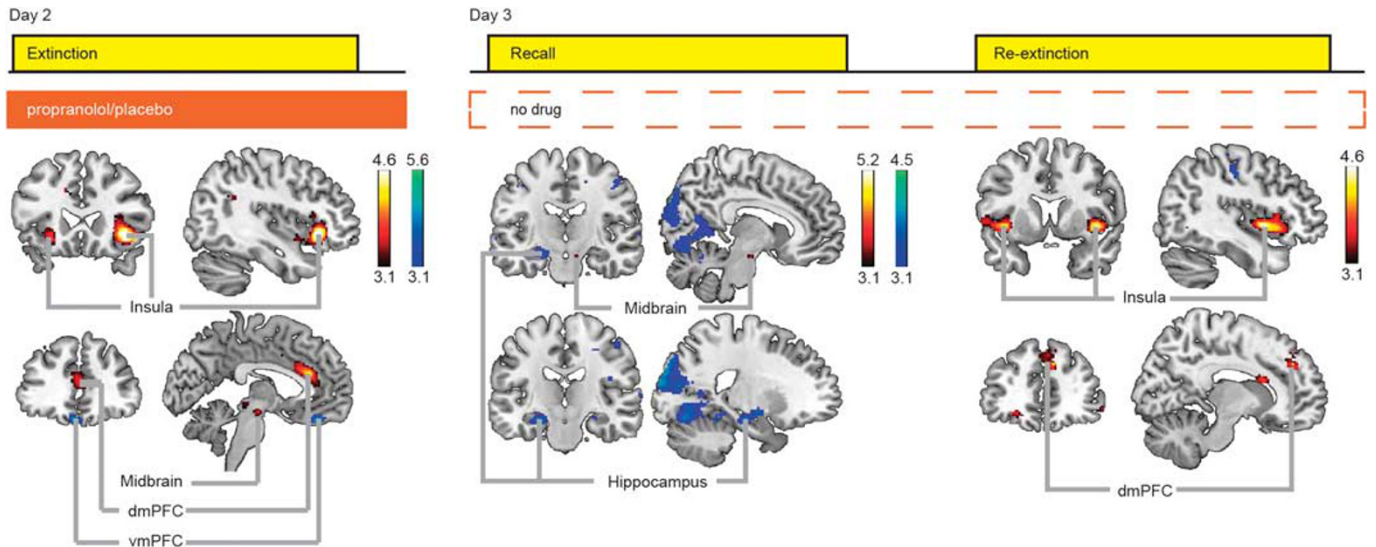 Day 2
Day 3
Extinction
Recall
Re-extinction
propranolol/placebo
no drug
4.6 5.6
3.1 3.1
5.2 4.5
3.1 3.1
4.6
3.1
Insula
Midbrain
Insula
Midbrain
dmPFC
vmPFC
Hippocampus
dmPFC